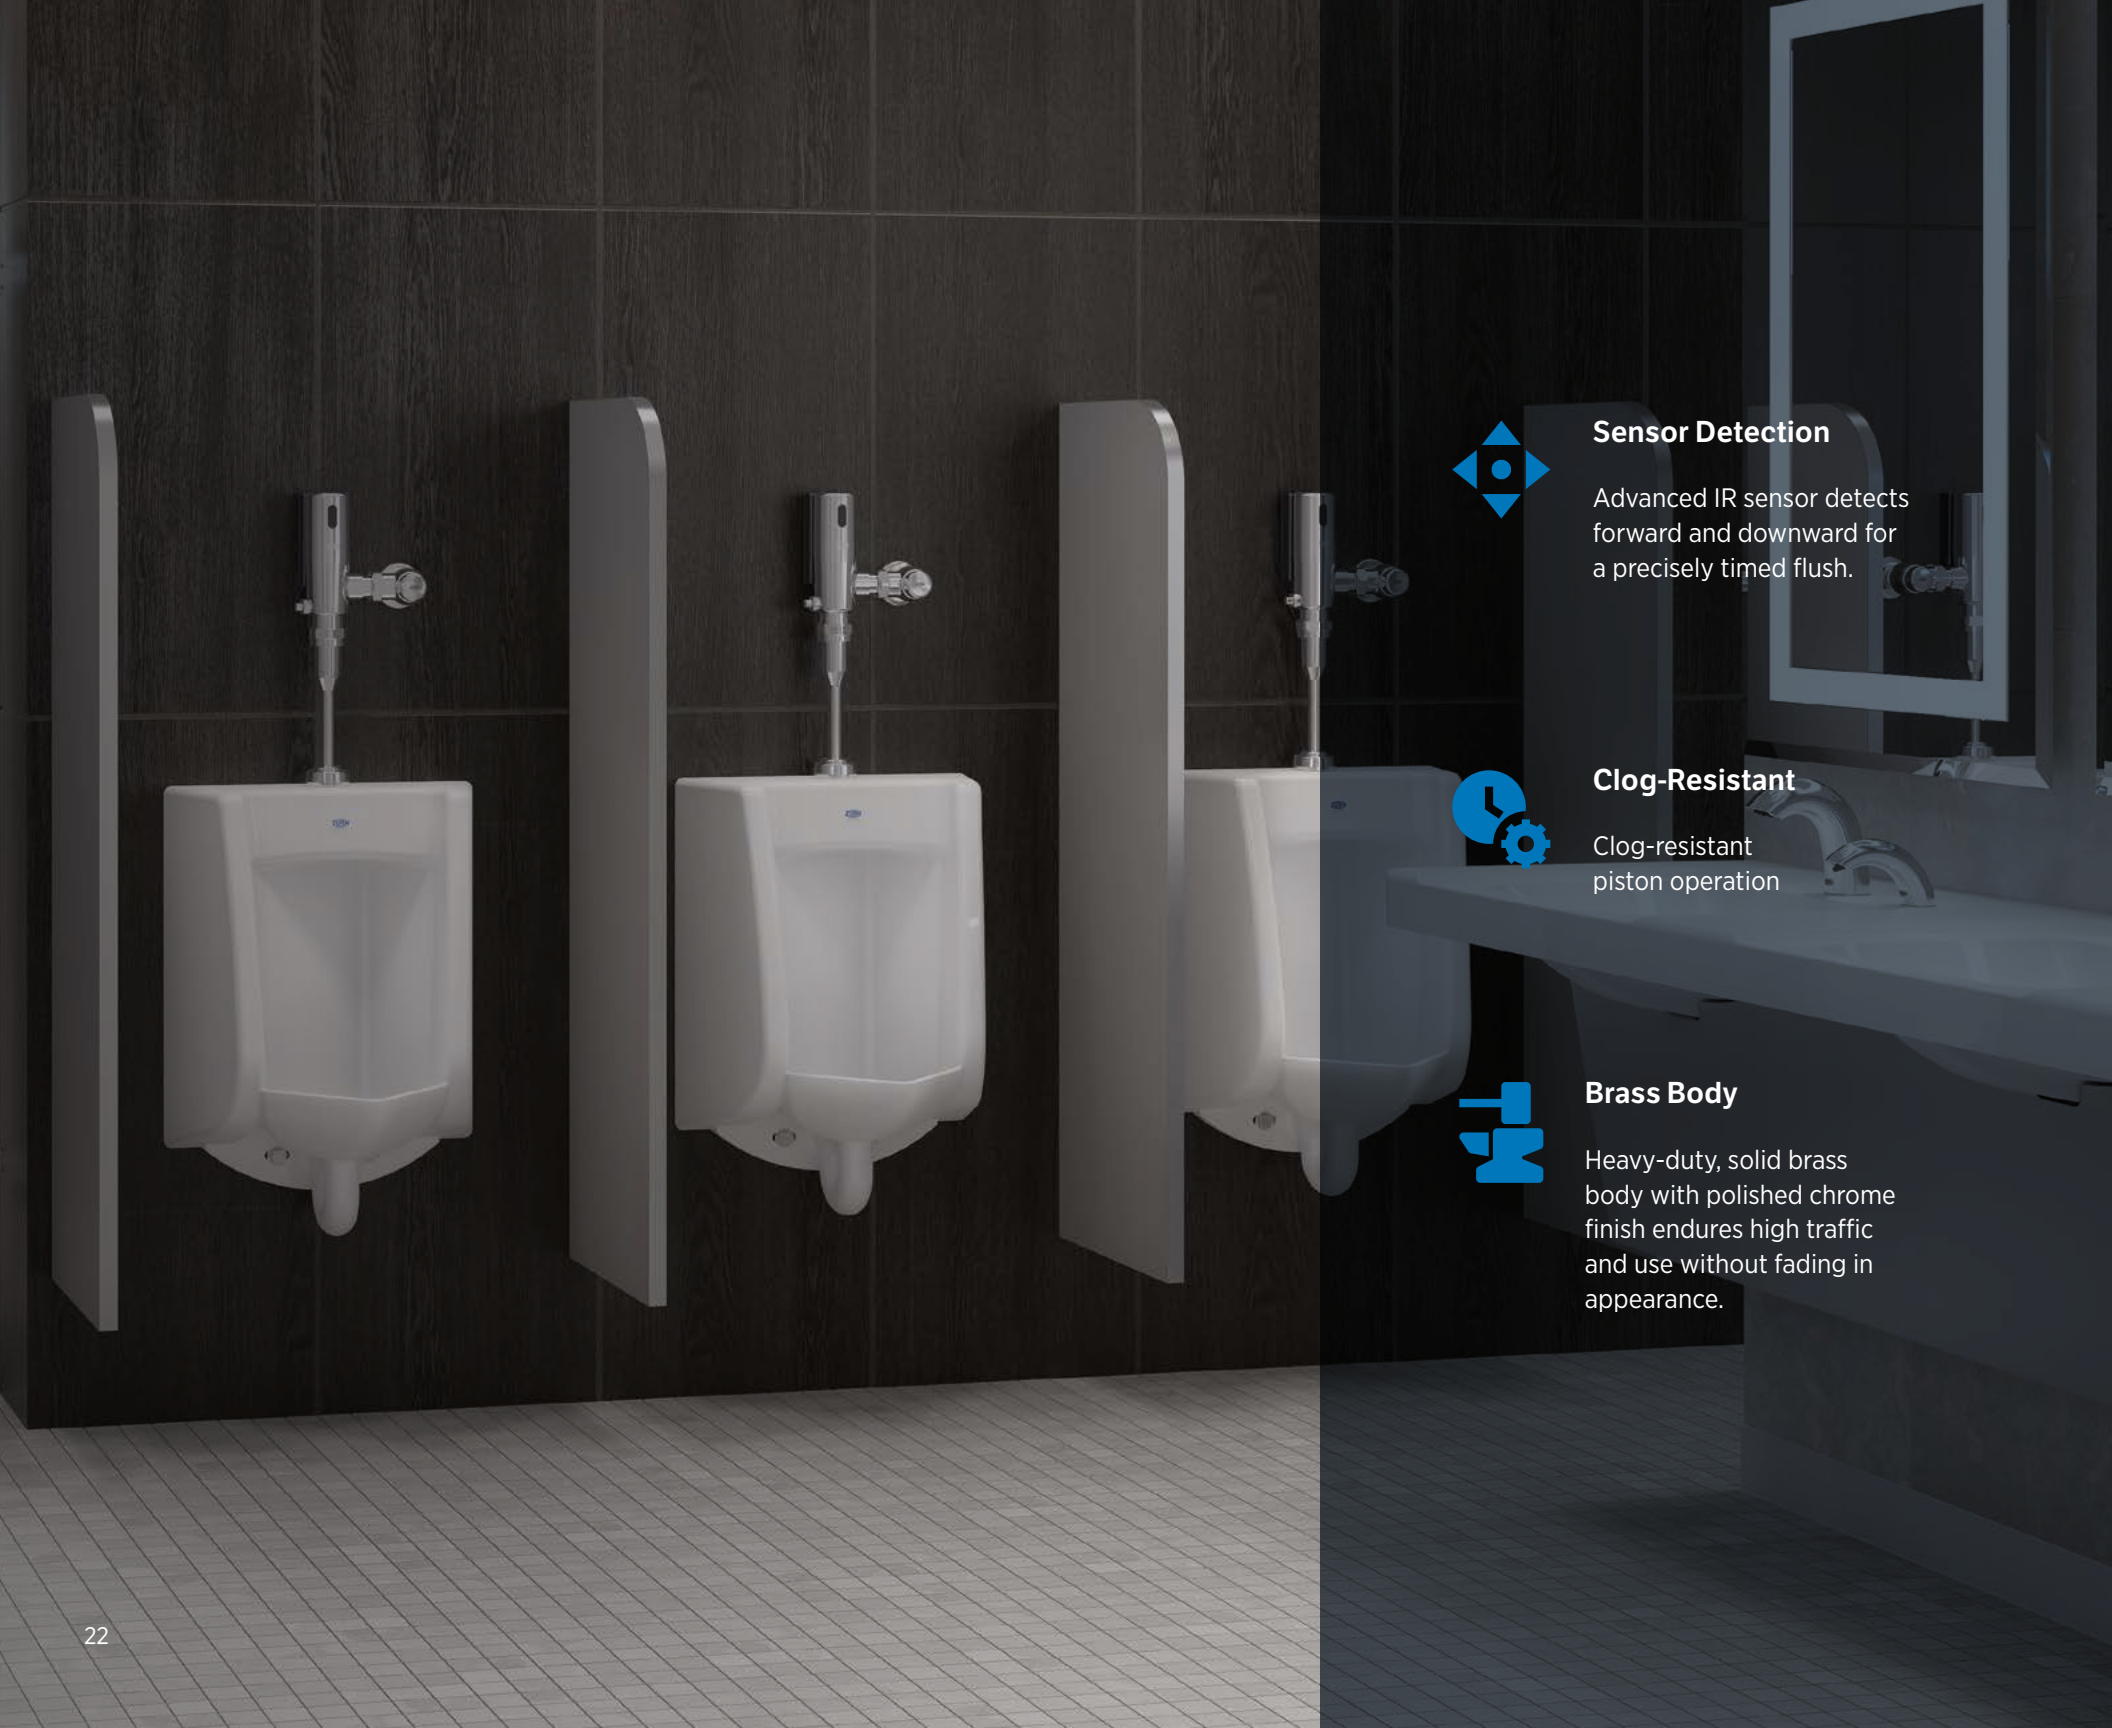 Sensor Detection
Advanced IR sensor detects
forward and downward for
a precisely timed flush.
Clog-Resistant
Clog-resistant
piston operation
Brass Body
Heavy-duty, solid brass
body with polished chrome
finish endures high traffic
and use without fading in
appearance.
22